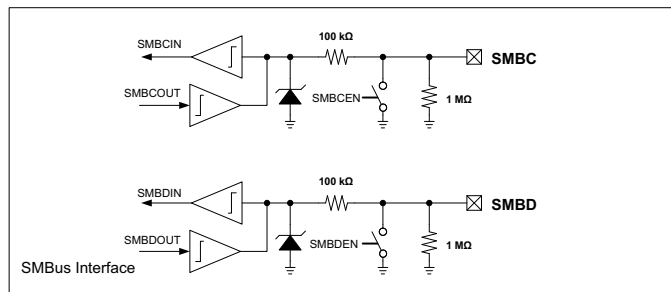 100 kΩ
SMBCIN
SMBC
SMBCOUT
SMBCEN
1 MΩ
100 kΩ
SMBDIN
SMBD
SMBDOUT
SMBDEN
1 MΩ
SMBus Interface